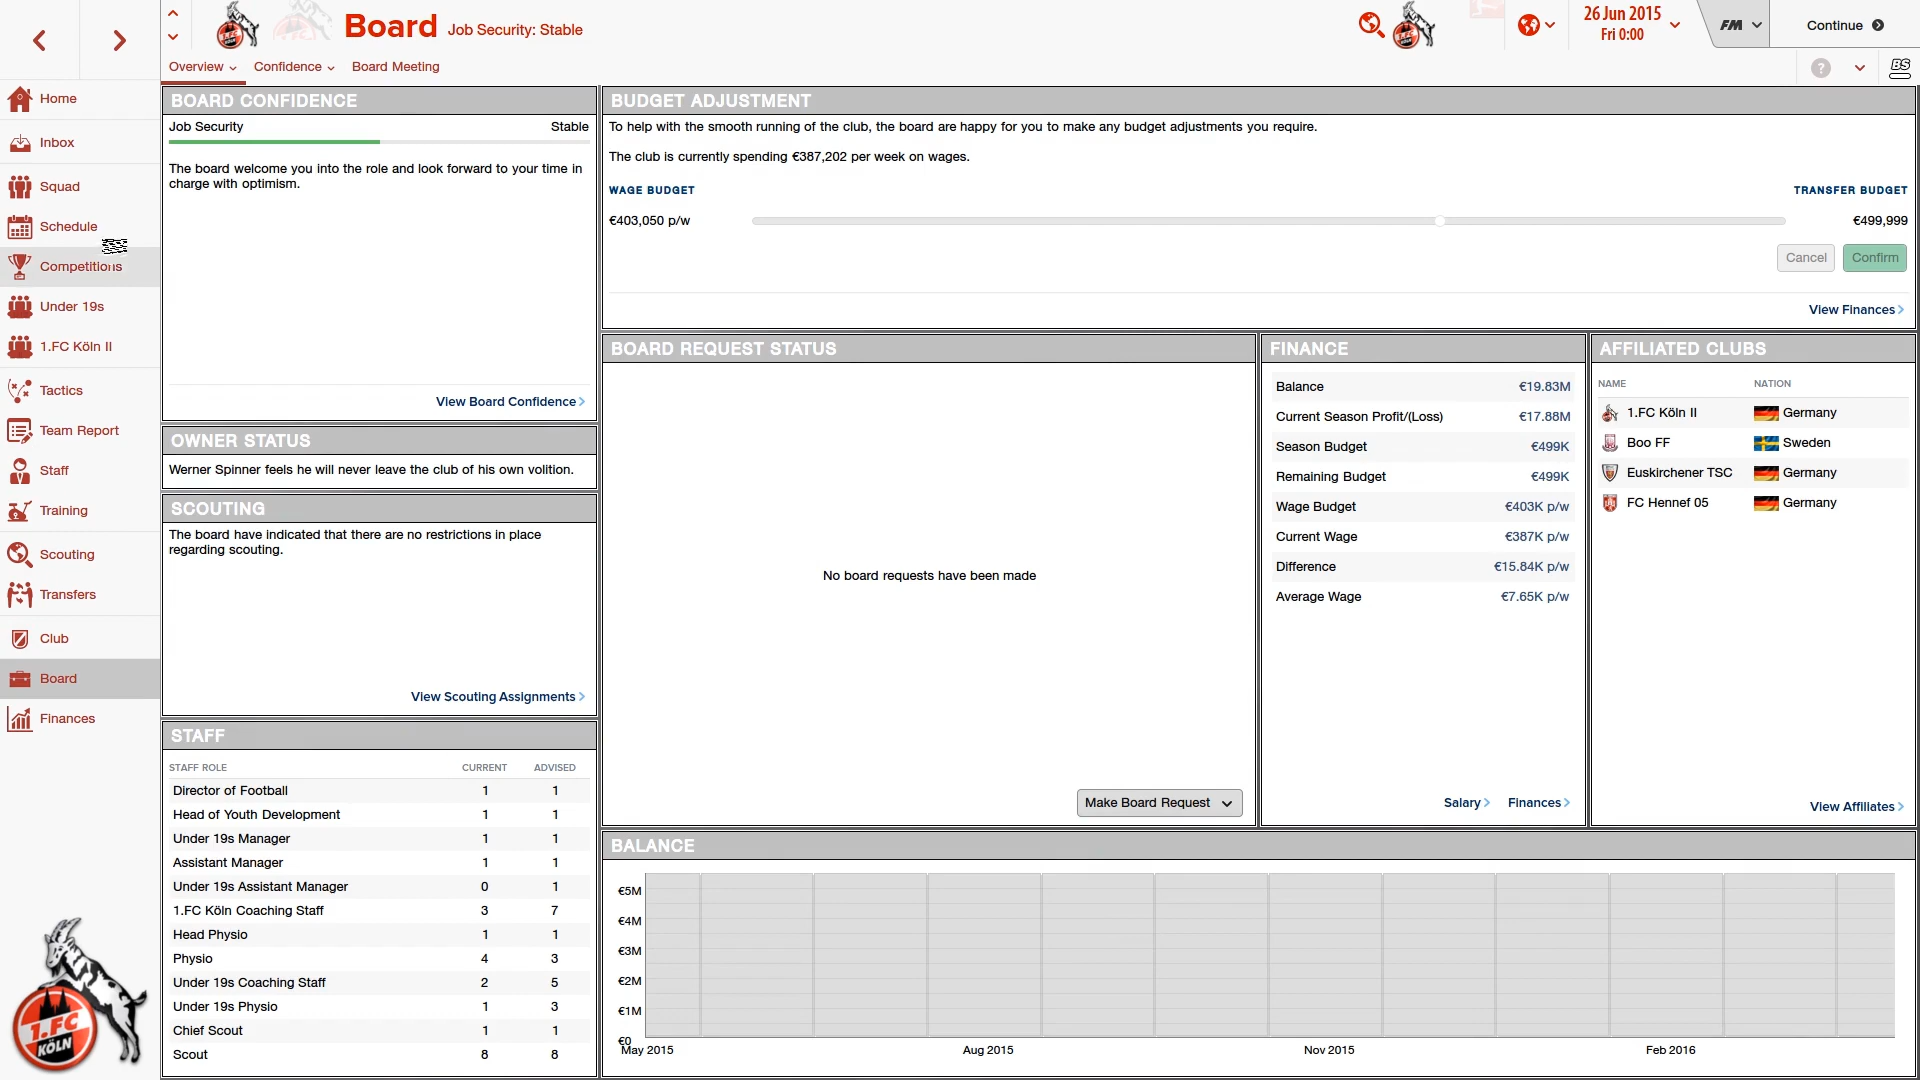 Board Job Security: Stable
26 Jun 2015
Fri 0:00
FM
Continue
Overview
Confidence
Board Meeting
?
BS
Home
Inbox
Squad
Schedule
Competitions
Under 19s
1.FC Köln II
Tactics
Team Report
Staff
Training
Scouting
Transfers
Club
Board
Finances
1.FC
KÖLN
BOARD CONFIDENCE
Job Security Stable
The board welcome you into the role and look forward to your time in
charge with optimism.
View Board Confidence
OWNER STATUS
Werner Spinner feels he will never leave the club of his own volition.
SCOUTING
The board have indicated that there are no restrictions in place
regarding scouting.
View Scouting Assignments
STAFF
STAFF ROLE CURRENT ADVISED
Director of Football 1 1
Head of Youth Development 1 1
Under 19s Manager 1 1
Assistant Manager 1 1
Under 19s Assistant Manager 0 1
1.FC Köln Coaching Staff 3 7
Head Physio 1 1
Physio 4 3
Under 19s Coaching Staff 2 5
Under 19s Physio 1 3
Chief Scout 1 1
Scout 8 8
BUDGET ADJUSTMENT
To help with the smooth running of the club, the board are happy for you to make any budget adjustments you require.
The club is currently spending €387,202 per week on wages.
WAGE BUDGET TRANSFER BUDGET
€403,050 p/w €499,999
Cancel Confirm
View Finances
BOARD REQUEST STATUS
No board requests have been made
Make Board Request
FINANCE
Balance €19.83M
Current Season Profit/(Loss) €17.88M
Season Budget €499K
Remaining Budget €499K
Wage Budget €403K p/w
Current Wage €387K p/w
Difference €15.84K p/w
Average Wage €7.65K p/w
Salary Finances
AFFILIATED CLUBS
NAME NATION
1.FC Köln II Germany
Boo FF Sweden
Euskirchener TSC Germany
FC Hennef 05 Germany
View Affiliates
BALANCE
€5M
€4M
€3M
€2M
€1M
€0
May 2015 Aug 2015 Nov 2015 Feb 2016